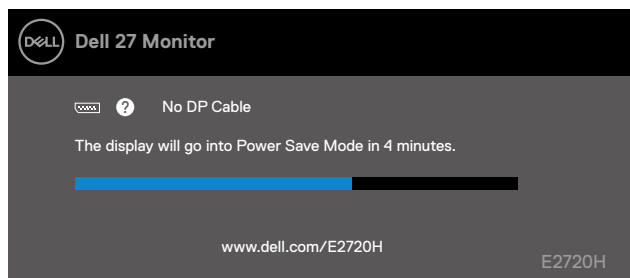 DELL Dell 27 Monitor
? No DP Cable
The display will go into Power Save Mode in 4 minutes.
www.dell.com/E2720H
E2720H